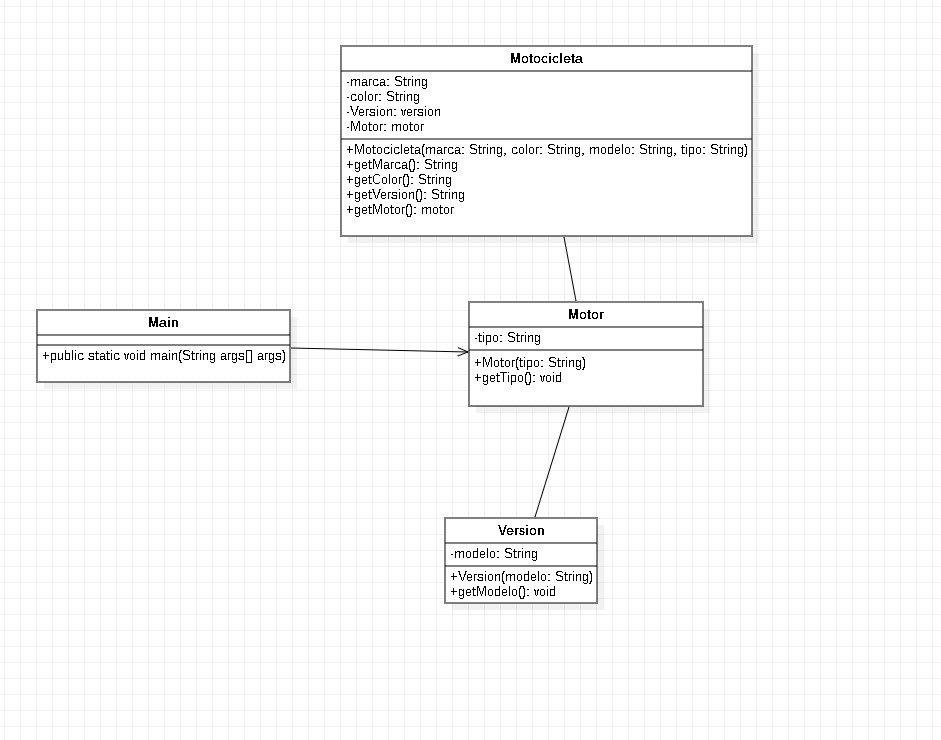 Motocicleta
-marca: String
-color: String
-Version: version
-Motor: motor
+Motocicleta(marca: String, color: String, modelo: String, tipo: String)
+getMarca(): String
+getColor(): String
+getVersion(): String
+getMotor(): motor
Main
+public static void main(String args[] args)
Motor
-tipo: String
+Motor(tipo: String)
+getTipo(): void
Version
-modelo: String
+Version(modelo: String)
+getModelo(): void